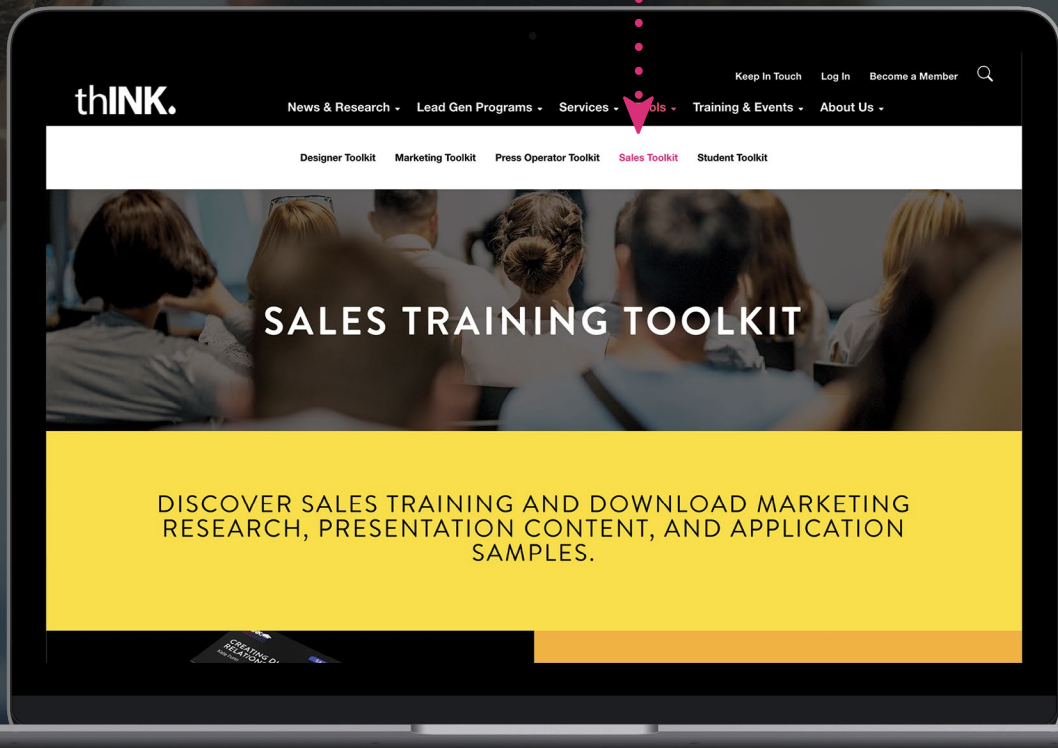 Keep In Touch Log In Become a Member
thINK.
News & Research Lead Gen Programs Services Training & Events About Us
Designer Toolkit Marketing Toolkit Press Operator Toolkit Sales Toolkit Student Toolkit
SALES TRAINING TOOLKIT
DISCOVER SALES TRAINING AND DOWNLOAD MARKETING
RESEARCH, PRESENTATION CONTENT, AND APPLICATION
SAMPLES.
CREATING
RELATION